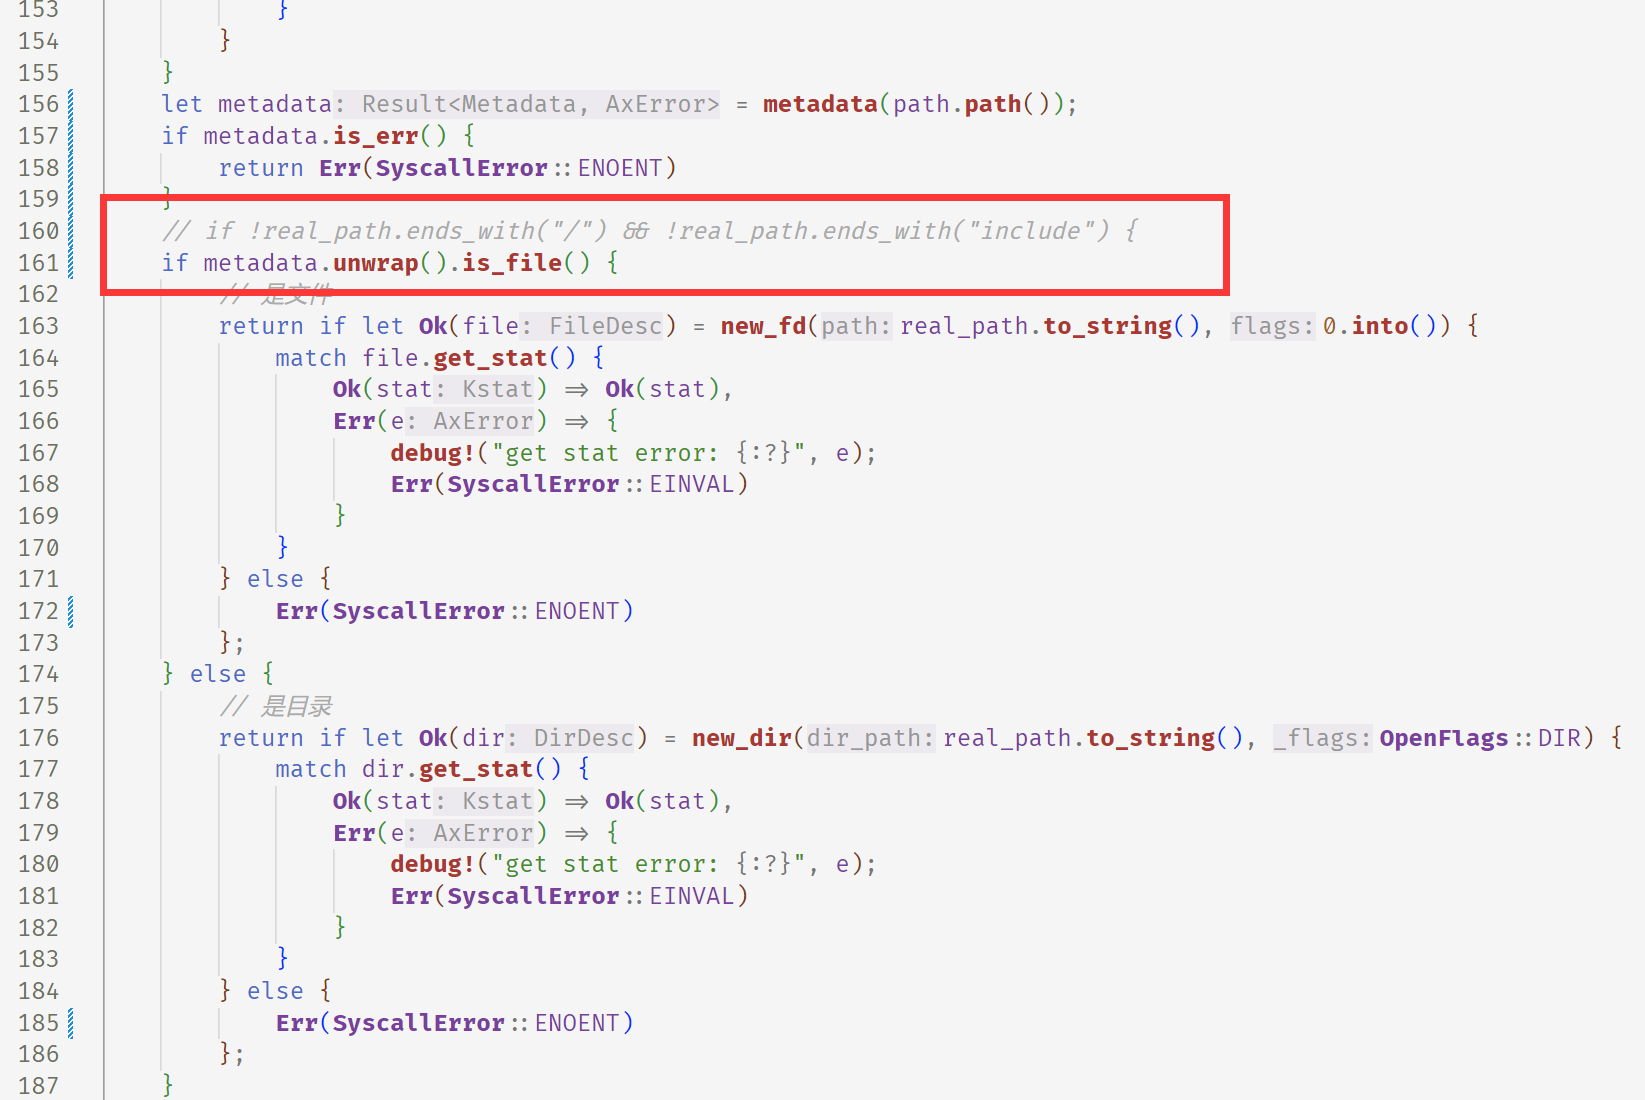 153 }
154 }
155 }
156 let metadata: Result<Metadata, AxError> = metadata(path.path());
157 if metadata.is_err() {
158 return Err(SyscallError::ENOENT)
159 }
160 // if !real_path.ends_with("/") && !real_path.ends_with("include") {
161 if metadata.unwrap().is_file() {
162 // 是文件
163 return if let Ok(file: FileDesc) = new_fd(path: real_path.to_string(), flags: 0.into()) {
164 match file.get_stat() {
165 Ok(stat: Kstat) => Ok(stat),
166 Err(e: AxError) => {
167 debug!("get stat error: {:?}", e);
168 Err(SyscallError::EINVAL)
169 }
170 }
171 } else {
172 Err(SyscallError::ENOENT)
173 };
174 } else {
175 // 是目录
176 return if let Ok(dir: DirDesc) = new_dir(dir_path: real_path.to_string(), _flags: OpenFlags::DIR) {
177 match dir.get_stat() {
178 Ok(stat: Kstat) => Ok(stat),
179 Err(e: AxError) => {
180 debug!("get stat error: {:?}", e);
181 Err(SyscallError::EINVAL)
182 }
183 }
184 } else {
185 Err(SyscallError::ENOENT)
186 };
187 }